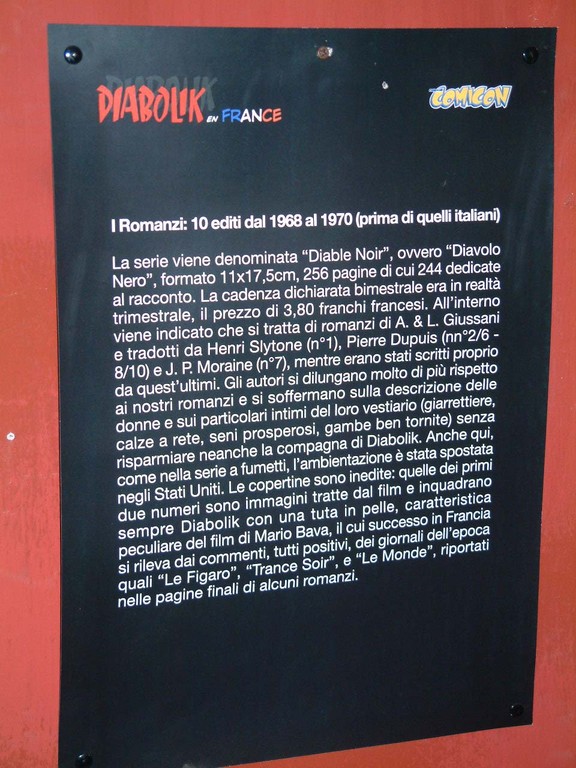 DIABOLIK EN FRANCE
COMICON
I Romanzi: 10 editi dal 1968 al 1970 (prima di quelli italiani)
La serie viene denominata “Diable Noir”, ovvero “Diavolo
Nero”, formato 11x17,5cm, 256 pagine di cui 244 dedicate
al racconto. La cadenza dichiarata bimestrale era in realtà
trimestrale, il prezzo di 3,80 franchi francesi. All’interno
viene indicato che si tratta di romanzi di A. & L. Giussani
e tradotti da Henri Slytone (n°1), Pierre Dupuis (nn°2/6 -
8/10) e J. P. Moraine (n°7), mentre erano stati scritti proprio
da quest’ultimi. Gli autori si dilungano molto di più rispetto
ai nostri romanzi e si soffermano sulla descrizione delle
donne e sui particolari intimi del loro vestiario (giarrettiere,
calze a rete, seni prosperosi, gambe ben tornite) senza
risparmiare neanche la compagna di Diabolik. Anche qui,
come nella serie a fumetti, l’ambientazione è stata spostata
negli Stati Uniti. Le copertine sono inedite: quelle dei primi
due numeri sono immagini tratte dal film e inquadrano
sempre Diabolik con una tuta in pelle, caratteristica
peculiare del film di Mario Bava, il cui successo in Francia
si rileva dai commenti, tutti positivi, dei giornali dell’epoca
quali “Le Figaro”, “Trance Soir”, e “Le Monde”, riportati
nelle pagine finali di alcuni romanzi.